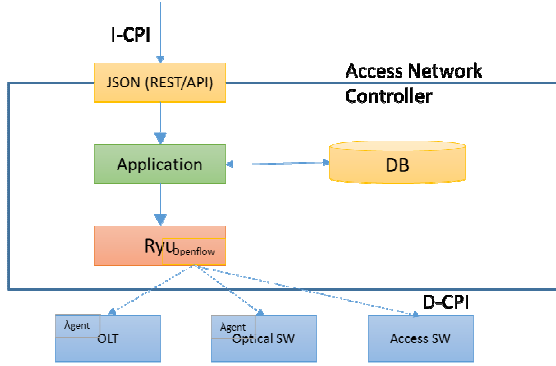 I-CPI
JSON (REST/API)
Access Network
Controller
Application
DB
Ryu
Openflow
D-CPI
Agent
OLT
Agent
Optical SW
Access SW